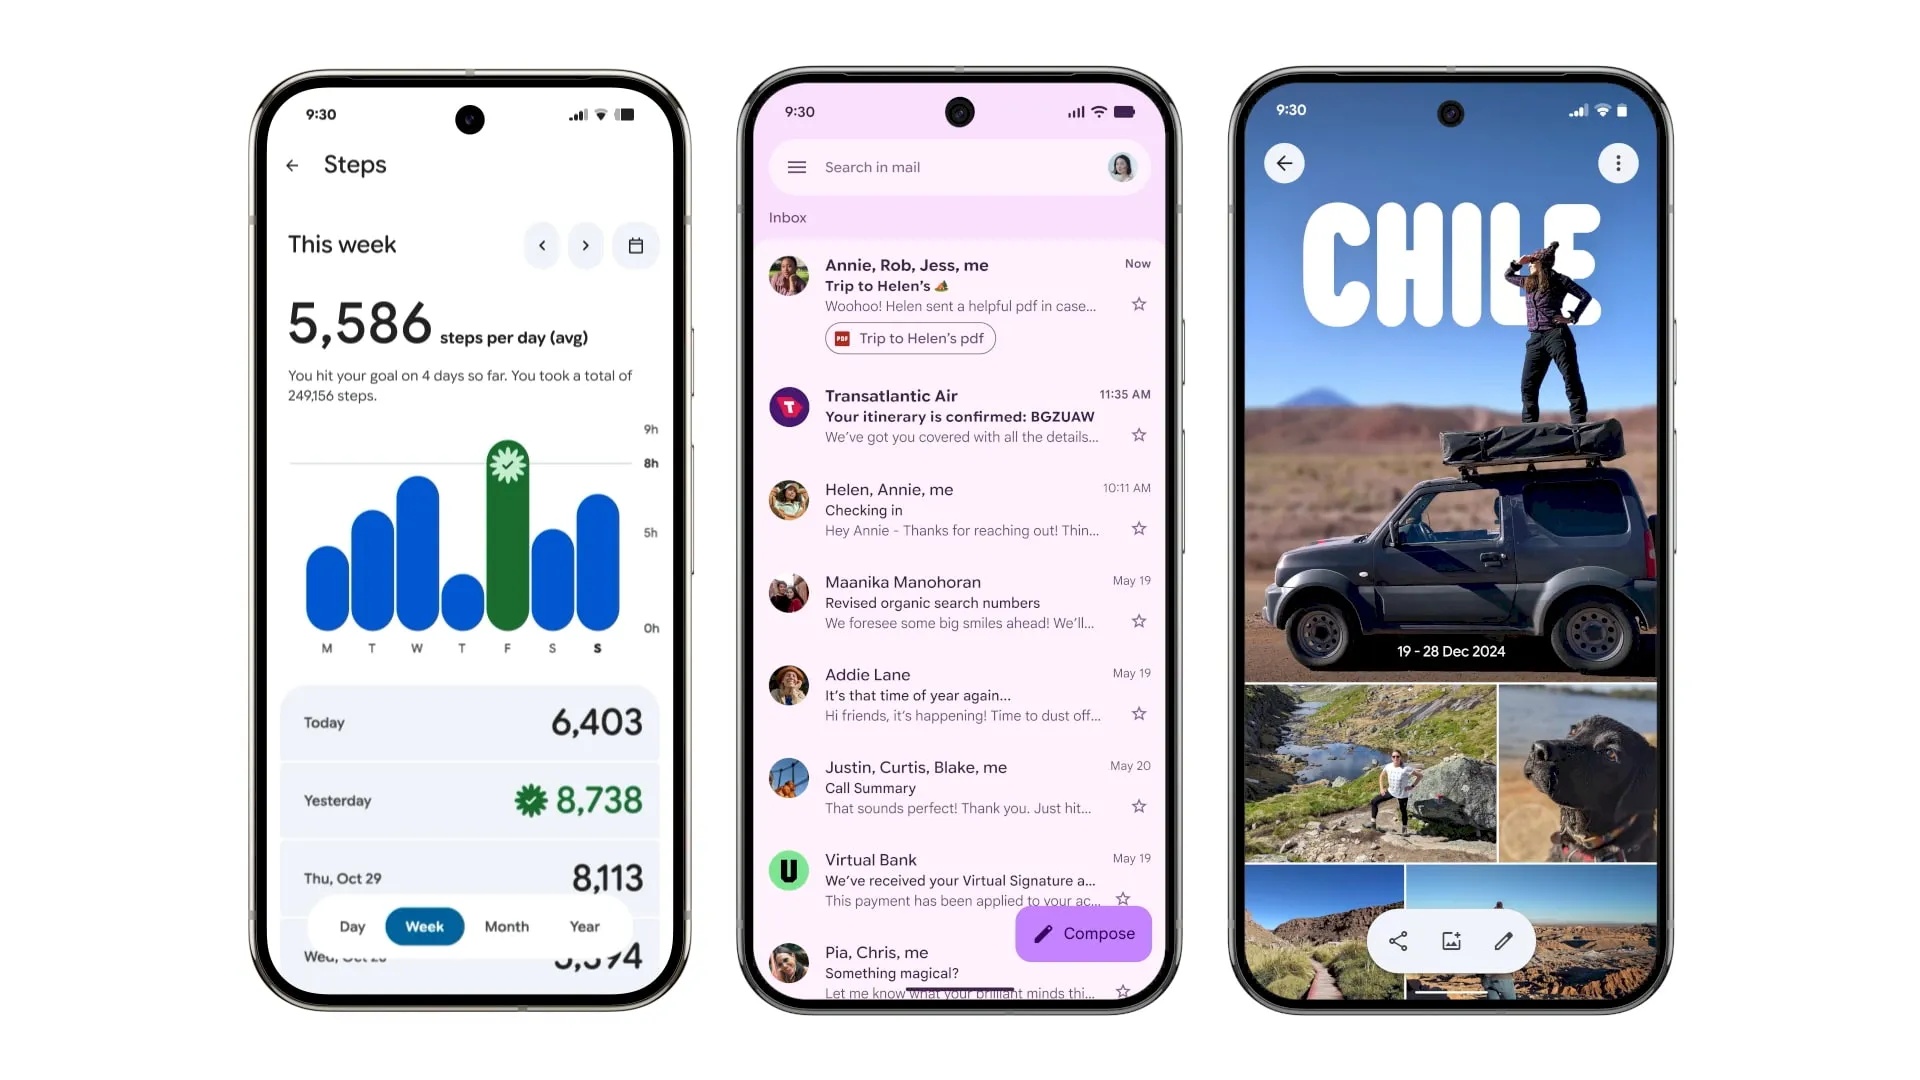 9:30
Steps
This week
5,586 steps per day (avg)
You hit your goal on 4 days so far. You took a total of
249,156 steps.
9h
8h
5h
0h
M T W T F S S
Today 6,403
Yesterday 8,738
Thu, Oct 29 8,113
Day Week Month Year
9:30
Search in mail
Inbox
Annie, Rob, Jess, me Now
Trip to Helen's 🏕️
Woohoo! Helen sent a helpful pdf in case...
PDF Trip to Helen's pdf
Transatlantic Air 11:35 AM
T
Your itinerary is confirmed: BGZUAW
We've got you covered with all the details...
Helen, Annie, me 10:11 AM
Checking in
Hey Annie - Thanks for reaching out! Thin...
Maanika Manohoran May 19
Revised organic search numbers
We foresee some big smiles ahead! We'll...
Addie Lane May 19
It's that time of year again...
Hi friends, it's happening! Time to dust off...
Justin, Curtis, Blake, me May 20
Call Summary
That sounds perfect! Thank you. Just hit...
Virtual Bank May 19
U
We've received your Virtual Signature a...
This payment has been applied to your ac...
Compose
Pia, Chris, me
Something magical?
Let me know what your brilliant minds thi...
9:30
CHILE
19 - 28 Dec 2024